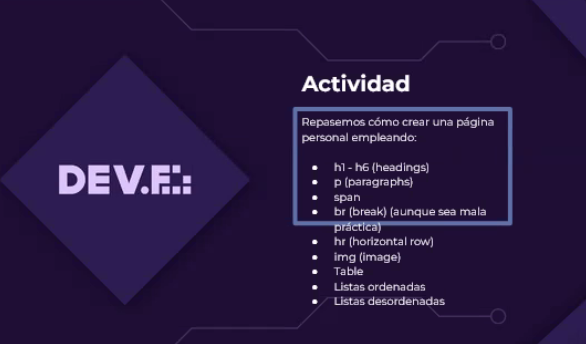 DEV.F.:
Actividad
Repasemos cómo crear una página
personal empleando:
● h1 - h6 (headings)
● p (paragraphs)
● span
● br (break) (aunque sea mala
práctica)
● hr (horizontal row)
● img (image)
● Table
● Listas ordenadas
● Listas desordenadas